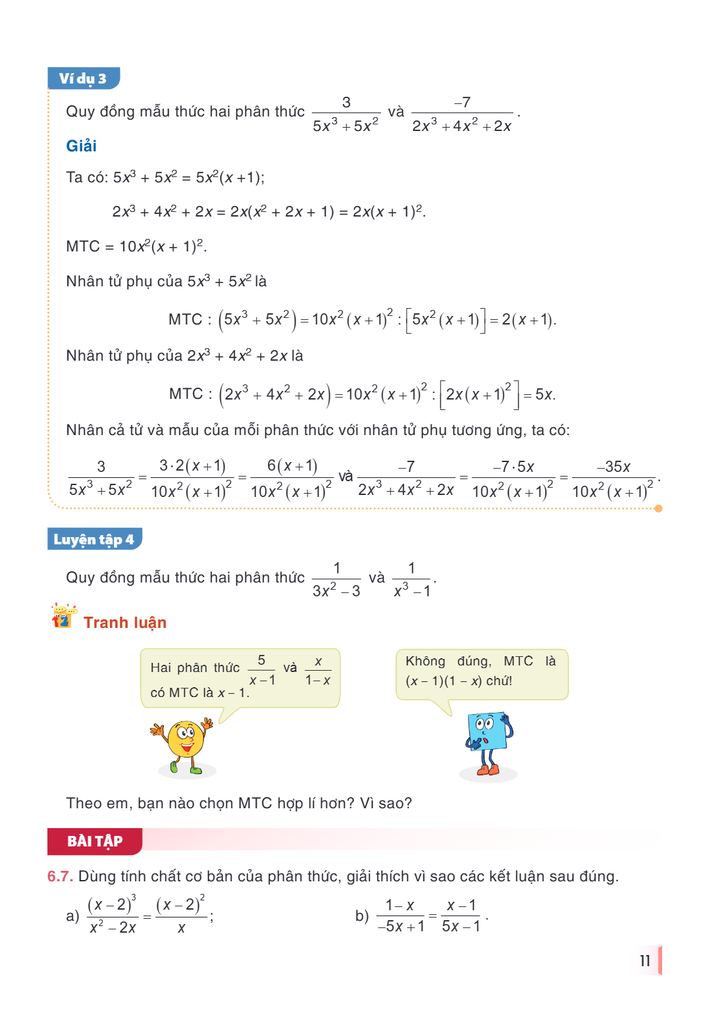 Ví dụ 3
Quy đồng mẫu thức hai phân thức 3/(5x³ + 5x²) và −7/(2x³ + 4x² + 2x).
Giải
Ta có: 5x³ + 5x² = 5x²(x +1);
2x³ + 4x² + 2x = 2x(x² + 2x + 1) = 2x(x + 1)².
MTC = 10x²(x + 1)².
Nhân tử phụ của 5x³ + 5x² là
MTC : (5x³ + 5x²) = 10x²(x + 1)² : [5x²(x + 1)] = 2(x + 1).
Nhân tử phụ của 2x³ + 4x² + 2x là
MTC : (2x³ + 4x² + 2x) = 10x²(x + 1)² : [2x(x + 1)²] = 5x.
Nhân cả tử và mẫu của mỗi phân thức với nhân tử phụ tương ứng, ta có:
3/(5x³ + 5x²) = 3·2(x + 1)/(10x²(x + 1)²) = 6(x + 1)/(10x²(x + 1)²) và −7/(2x³ + 4x² + 2x) = −7·5x/(10x²(x + 1)²) = −35x/(10x²(x + 1)²).
Luyện tập 4
Quy đồng mẫu thức hai phân thức 1/(3x² − 3) và 1/(x³ − 1).
Tranh luận
Hai phân thức 5/(x − 1) và x/(1 − x)
có MTC là x − 1.
Không đúng, MTC là
(x − 1)(1 − x) chứ!
Theo em, bạn nào chọn MTC hợp lí hơn? Vì sao?
BÀI TẬP
6.7. Dùng tính chất cơ bản của phân thức, giải thích vì sao các kết luận sau đúng.
a) (x − 2)³/(x² − 2x) = (x − 2)²/x; b) (1 − x)/(−5x + 1) = (x − 1)/(5x − 1).
11